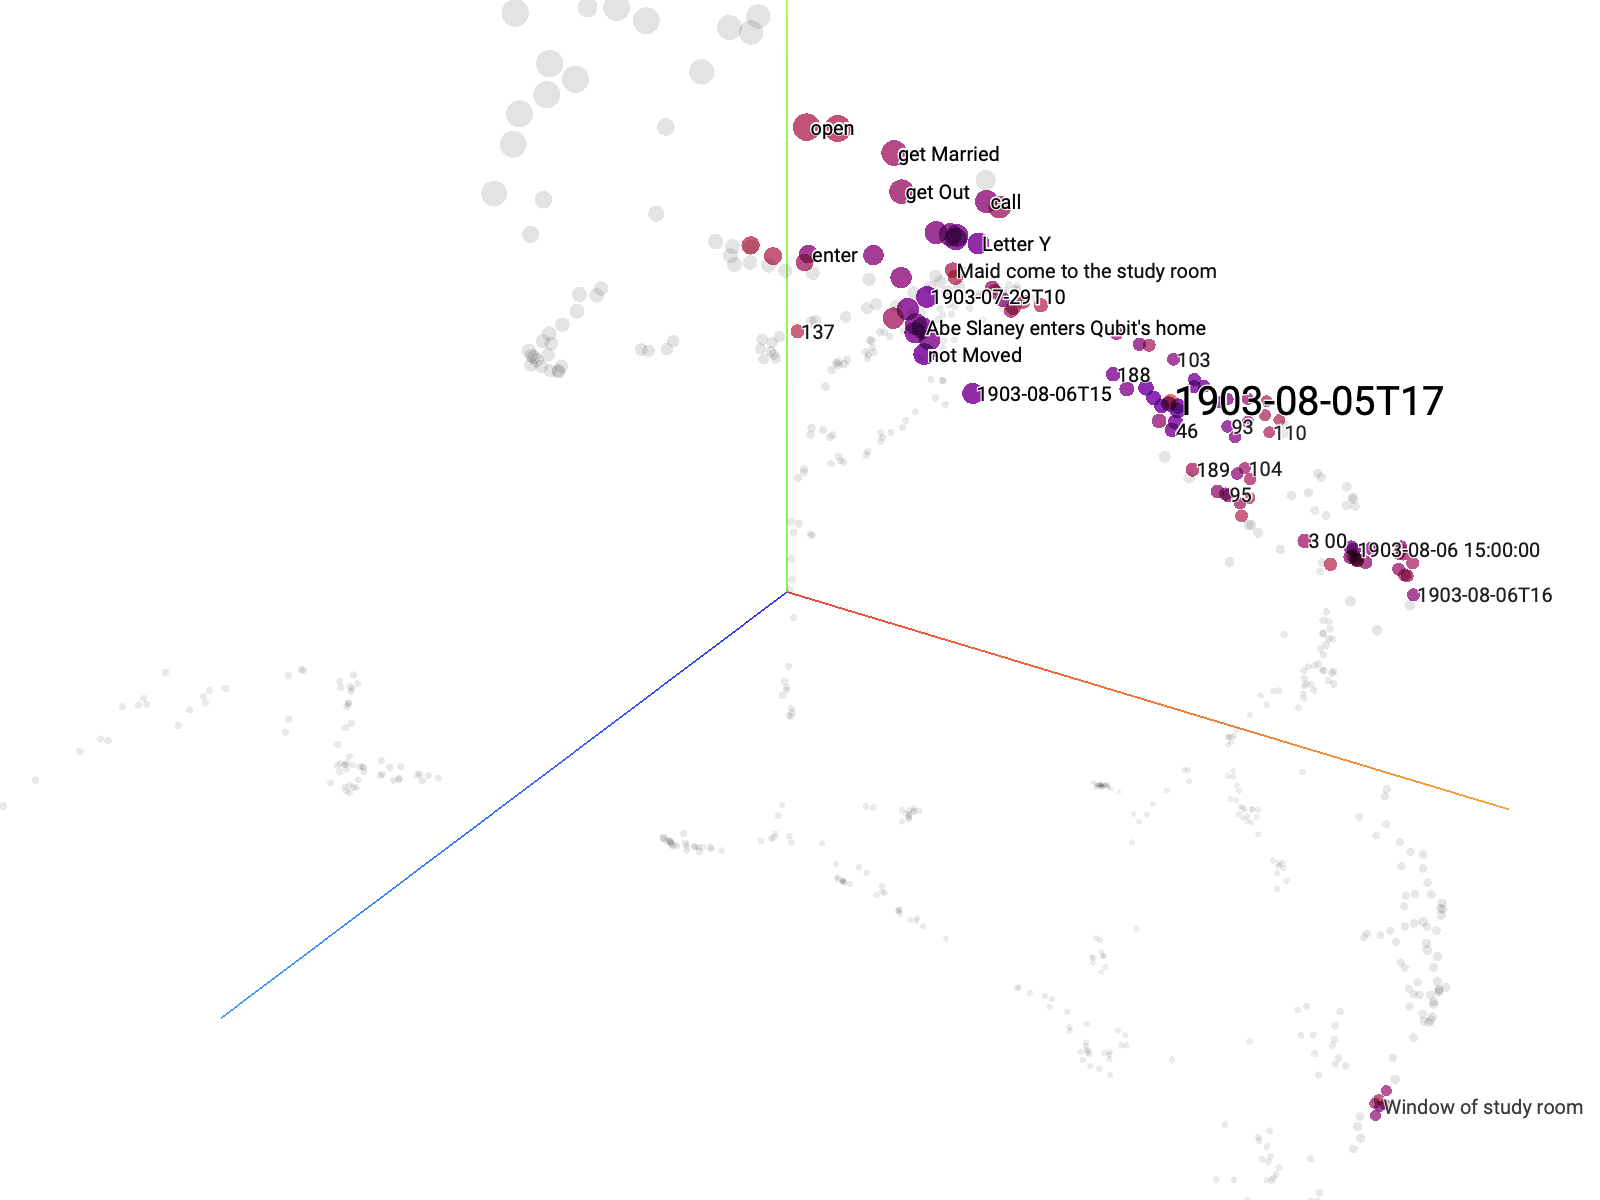 open
get Married
get Out
call
Letter Y
enter
Maid come to the study room
1903-07-29T10
Abe Slaney enters Qubit's home
137
not Moved
103
188
1903-08-06T15
1903-08-05T17
46
93
110
189
104
95
3 00
1903-08-06 15:00:00
1903-08-06T16
Window of study room